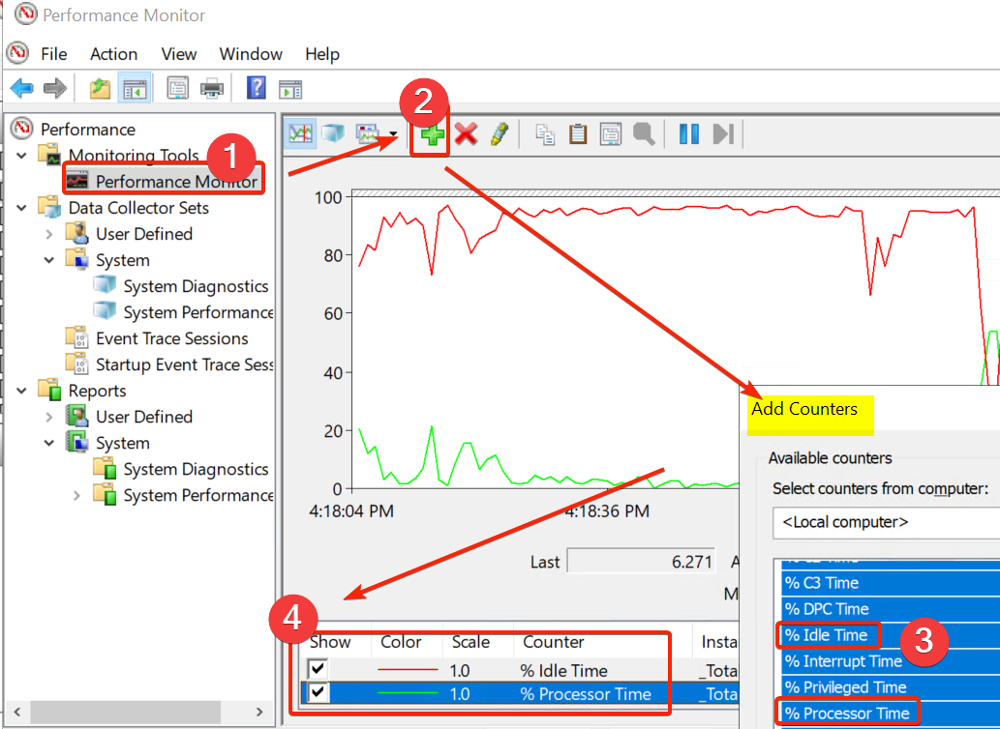 Performance Monitor
File Action View Window Help
Performance
Monitoring Tools
Performance Monitor
Data Collector Sets
User Defined
System
System Diagnostics
System Performance
Event Trace Sessions
Startup Event Trace Sess
Reports
User Defined
System
System Diagnostics
System Performance
1
2
100
80
60
40
20
0
4:18:04 PM 4:18:36 PM
Last 6.271 A
M
4
Show Color Scale Counter Insta
1.0 % Idle Time _Tota
1.0 % Processor Time _Tota
Add Counters
Available counters
Select counters from computer:
<Local computer>
% C3 Time
% DPC Time
% Idle Time
3
% Interrupt Time
% Privileged Time
% Processor Time